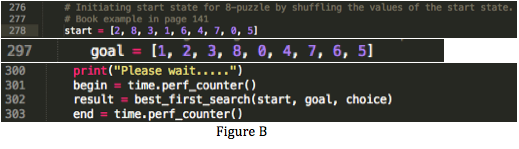 276 # Initiating start state for 8-puzzle by shuffling the values of the start state.
277 # Book example in page 141
278 start = [2, 8, 3, 1, 6, 4, 7, 0, 5]
297 goal = [1, 2, 3, 8, 0, 4, 7, 6, 5]
300 print("Please wait.....")
301 begin = time.perf_counter()
302 result = best_first_search(start, goal, choice)
303 end = time.perf_counter()
Figure B